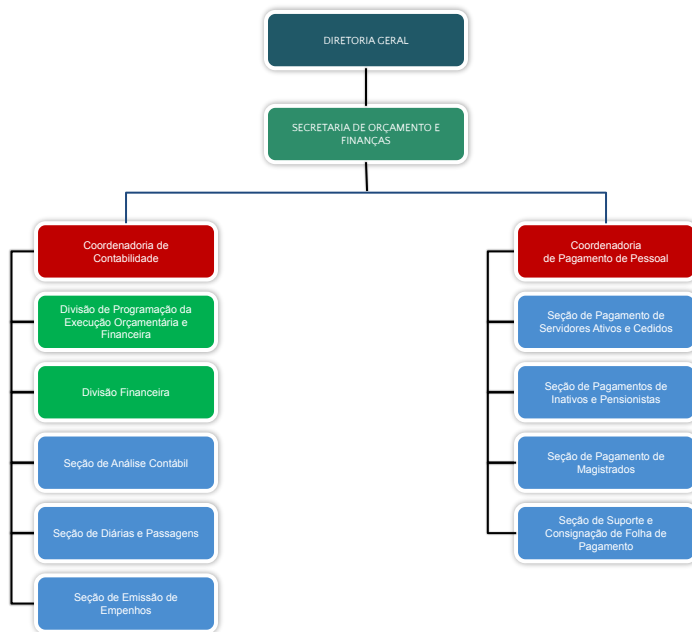 DIRETORIA GERAL
SECRETARIA DE ORÇAMENTO E
FINANÇAS
Coordenadoria de
Contabilidade
Divisão de Programação da
Execução Orçamentária e
Financeira
Divisão Financeira
Seção de Análise Contábil
Seção de Diárias e Passagens
Seção de Emissão de
Empenhos
Coordenadoria
de Pagamento de Pessoal
Seção de Pagamento de
Servidores Ativos e Cedidos
Seção de Pagamentos de
Inativos e Pensionistas
Seção de Pagamento de
Magistrados
Seção de Suporte e
Consignação de Folha de
Pagamento